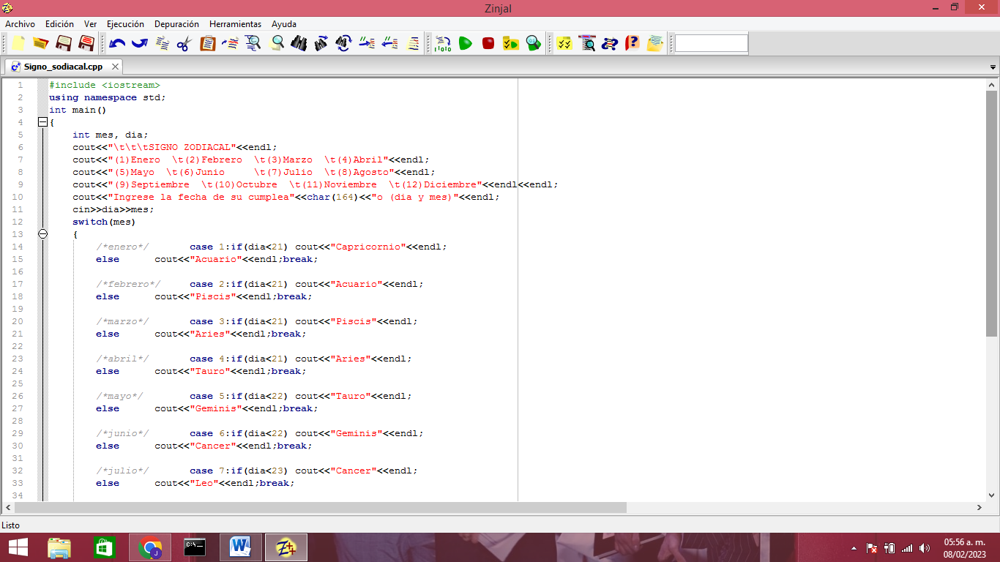 Zinjal
Archivo Edición Ver Ejecución Depuración Herramientas Ayuda
Signo_sodiacal.cpp
1 #include <iostream>
2 using namespace std;
3 int main()
4 {
5 int mes, dia;
6 cout<<"\t\t\tSIGNO ZODIACAL"<<endl;
7 cout<<"(1)Enero \t(2)Febrero \t(3)Marzo \t(4)Abril"<<endl;
8 cout<<"(5)Mayo \t(6)Junio \t(7)Julio \t(8)Agosto"<<endl;
9 cout<<"(9)Septiembre \t(10)Octubre \t(11)Noviembre \t(12)Diciembre"<<endl<<endl;
10 cout<<"Ingrese la fecha de su cumplea"<<char(164)<<"o (dia y mes)"<<endl;
11 cin>>dia>>mes;
12 switch(mes)
13 {
14 /*enero*/ case 1:if(dia<21) cout<<"Capricornio"<<endl;
15 else cout<<"Acuario"<<endl;break;
16
17 /*febrero*/ case 2:if(dia<21) cout<<"Acuario"<<endl;
18 else cout<<"Piscis"<<endl;break;
19
20 /*marzo*/ case 3:if(dia<21) cout<<"Piscis"<<endl;
21 else cout<<"Aries"<<endl;break;
22
23 /*abril*/ case 4:if(dia<21) cout<<"Aries"<<endl;
24 else cout<<"Tauro"<<endl;break;
25
26 /*mayo*/ case 5:if(dia<22) cout<<"Tauro"<<endl;
27 else cout<<"Geminis"<<endl;break;
28
29 /*junio*/ case 6:if(dia<22) cout<<"Geminis"<<endl;
30 else cout<<"Cancer"<<endl;break;
31
32 /*julio*/ case 7:if(dia<23) cout<<"Cancer"<<endl;
33 else cout<<"Leo"<<endl;break;
34
Listo
05:56 a. m.
08/02/2023